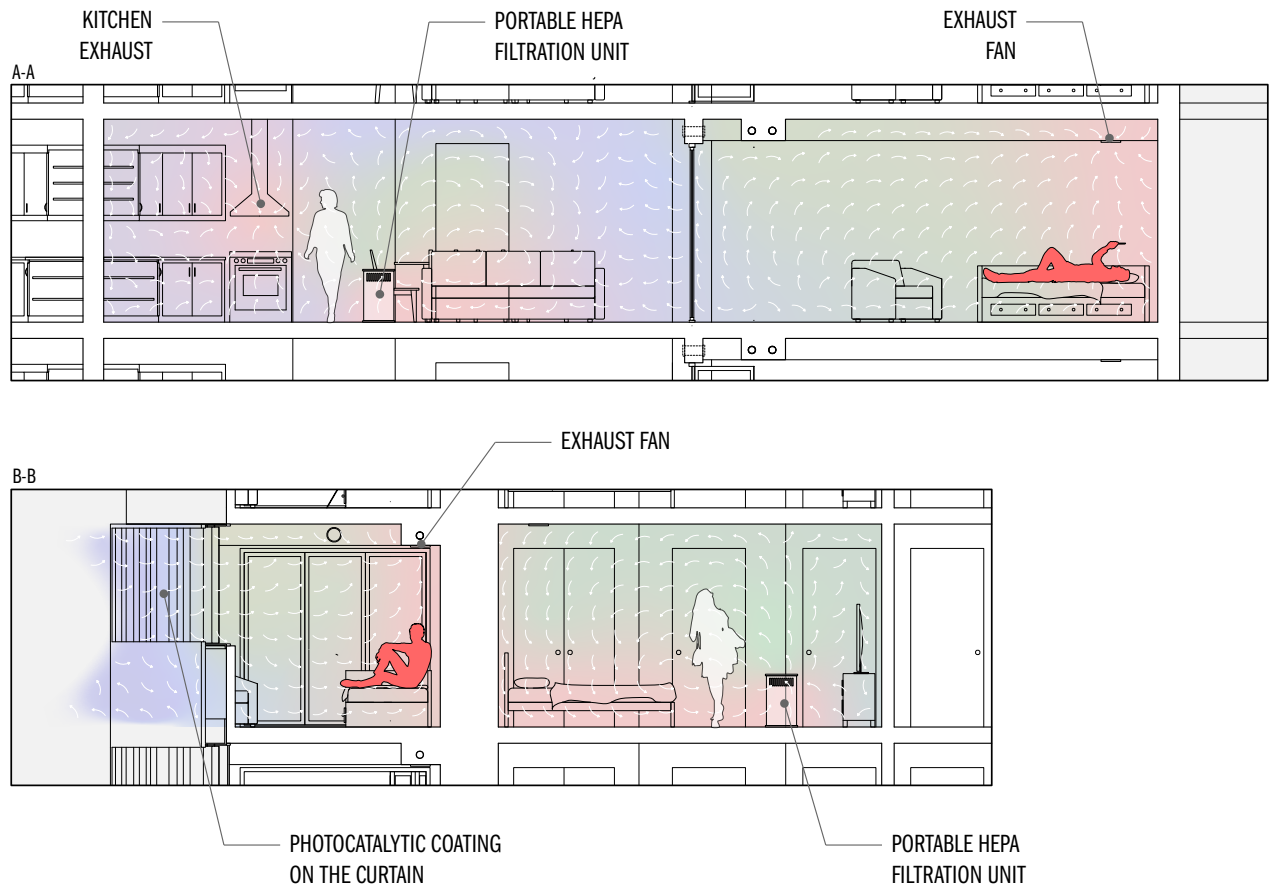 KITCHEN
EXHAUST
PORTABLE HEPA
FILTRATION UNIT
EXHAUST
FAN
A-A
EXHAUST FAN
B-B
PHOTOCATALYTIC COATING
ON THE CURTAIN
PORTABLE HEPA
FILTRATION UNIT